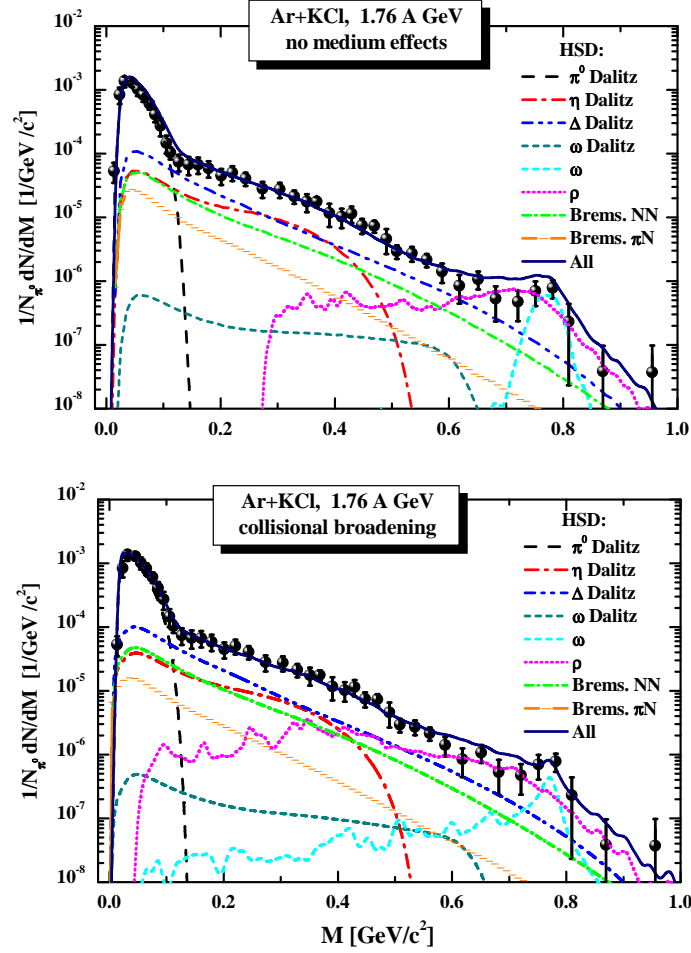 Ar+KCl, 1.76 A GeV
no medium effects
HSD:
π⁰ Dalitz
η Dalitz
Δ Dalitz
ω Dalitz
ω
ρ
Brems. NN
Brems. πN
All
1/N_π⁰ dN/dM [1/GeV /c²]
10⁻²
10⁻³
10⁻⁴
10⁻⁵
10⁻⁶
10⁻⁷
10⁻⁸
0.0 0.2 0.4 0.6 0.8 1.0
Ar+KCl, 1.76 A GeV
collisional broadening
HSD:
π⁰ Dalitz
η Dalitz
Δ Dalitz
ω Dalitz
ω
ρ
Brems. NN
Brems. πN
All
1/N_π⁰ dN/dM [1/GeV /c²]
10⁻²
10⁻³
10⁻⁴
10⁻⁵
10⁻⁶
10⁻⁷
10⁻⁸
0.0 0.2 0.4 0.6 0.8 1.0
M [GeV/c²]